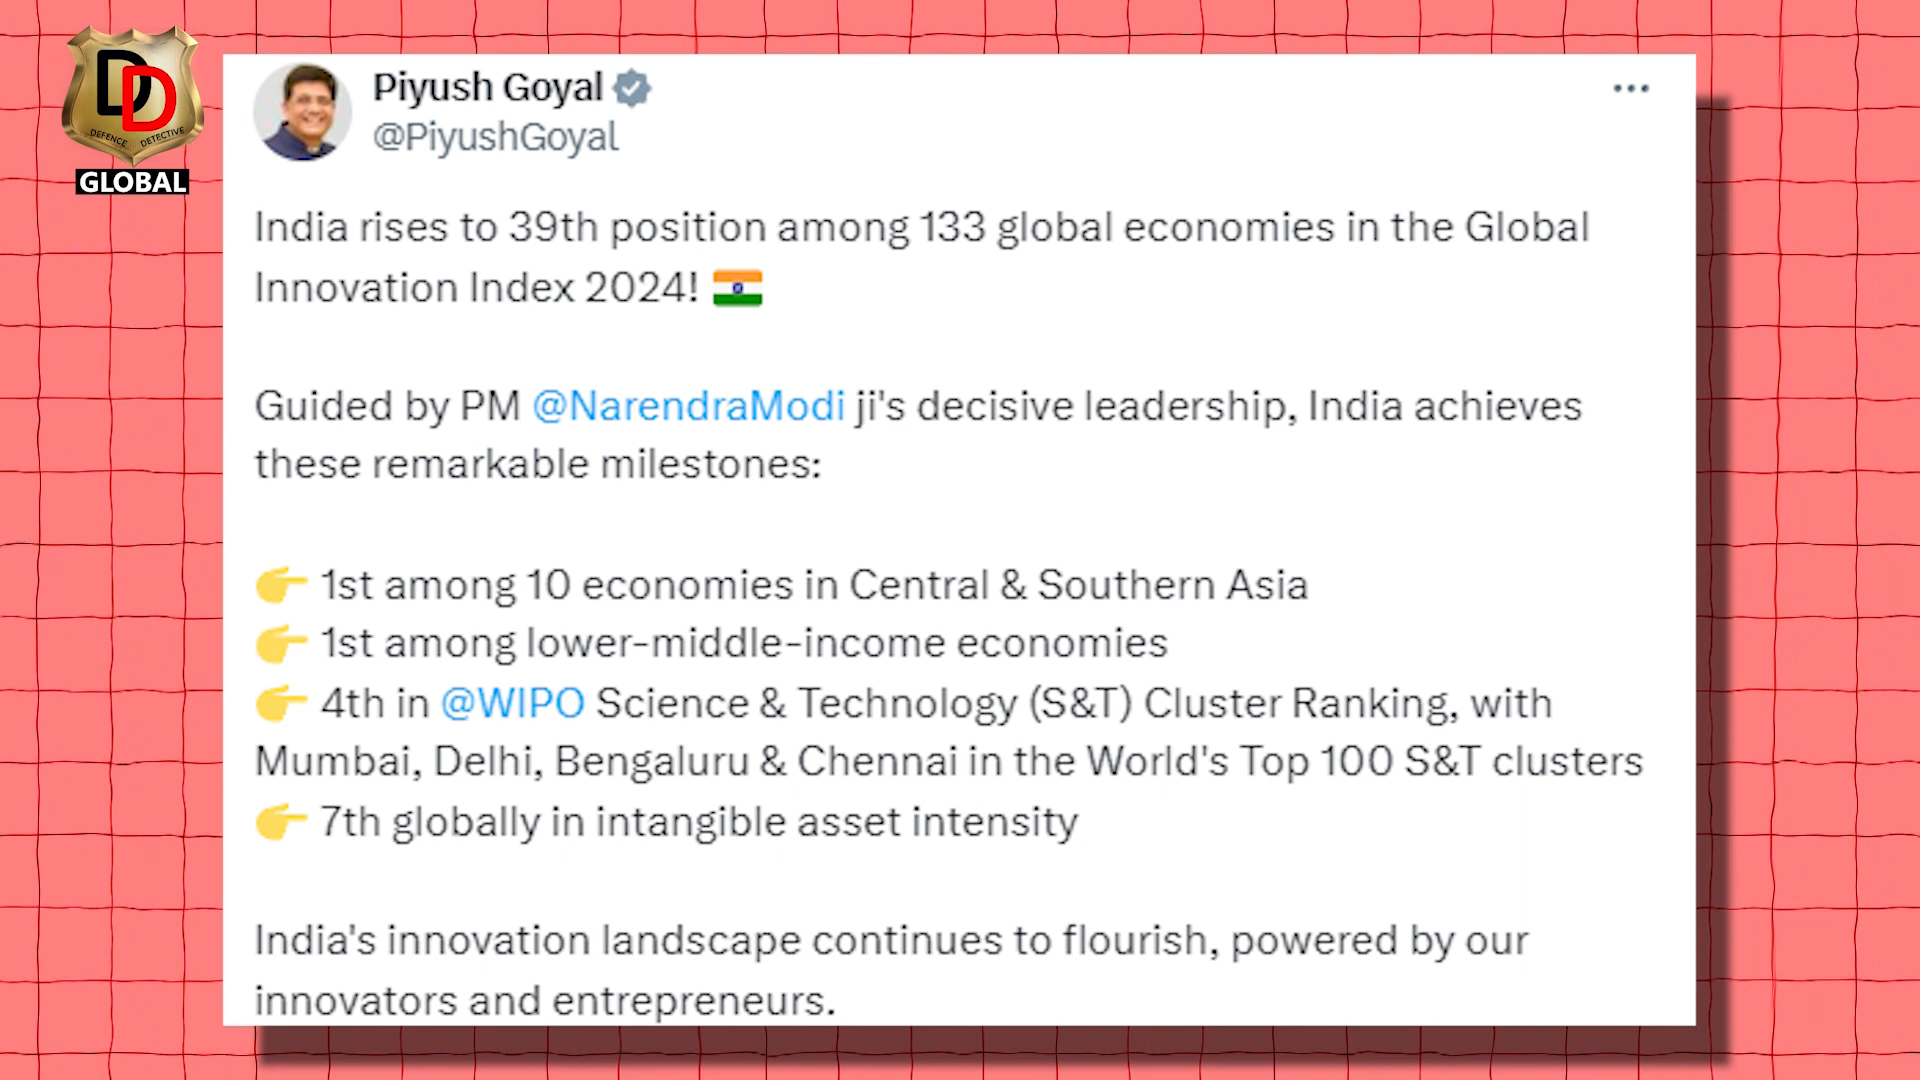 DD
DEFENCE DETECTIVE
GLOBAL
Piyush Goyal
@PiyushGoyal
India rises to 39th position among 133 global economies in the Global
Innovation Index 2024! 🇮🇳
Guided by PM @NarendraModi ji's decisive leadership, India achieves
these remarkable milestones:
👉 1st among 10 economies in Central & Southern Asia
👉 1st among lower-middle-income economies
👉 4th in @WIPO Science & Technology (S&T) Cluster Ranking, with
Mumbai, Delhi, Bengaluru & Chennai in the World's Top 100 S&T clusters
👉 7th globally in intangible asset intensity
India's innovation landscape continues to flourish, powered by our
innovators and entrepreneurs.